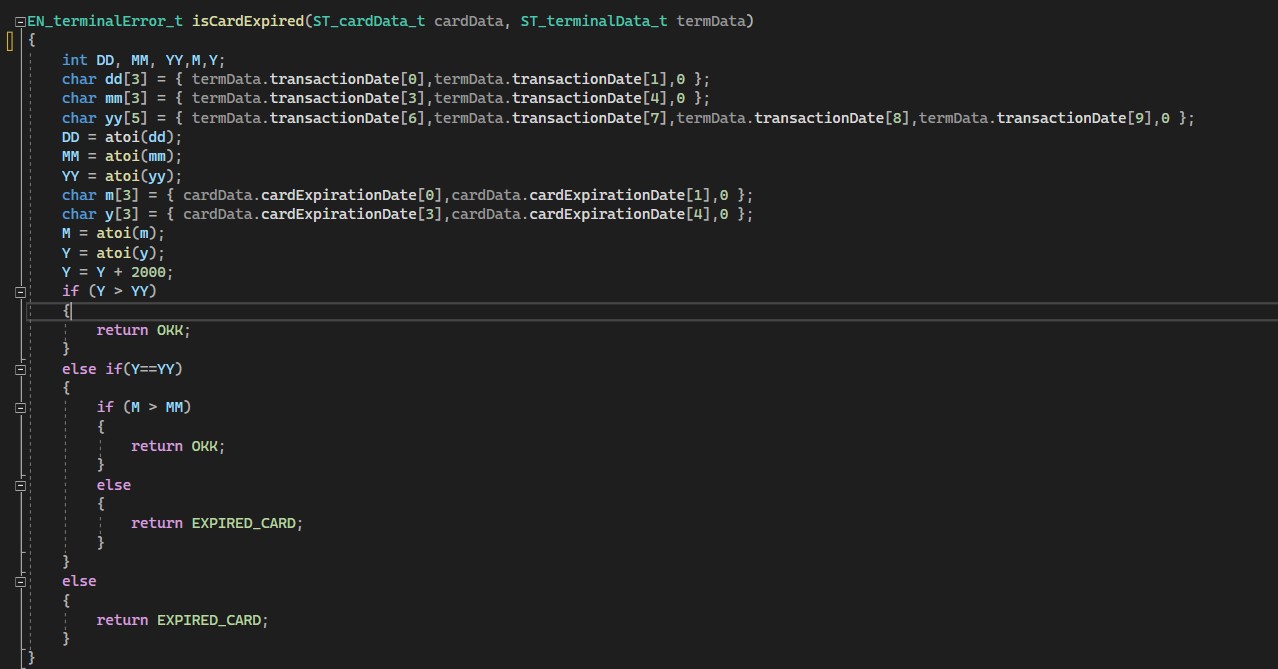 EN_terminalError_t isCardExpired(ST_cardData_t cardData, ST_terminalData_t termData)
{
    int DD, MM, YY,M,Y;
    char dd[3] = { termData.transactionDate[0],termData.transactionDate[1],0 };
    char mm[3] = { termData.transactionDate[3],termData.transactionDate[4],0 };
    char yy[5] = { termData.transactionDate[6],termData.transactionDate[7],termData.transactionDate[8],termData.transactionDate[9],0 };
    DD = atoi(dd);
    MM = atoi(mm);
    YY = atoi(yy);
    char m[3] = { cardData.cardExpirationDate[0],cardData.cardExpirationDate[1],0 };
    char y[3] = { cardData.cardExpirationDate[3],cardData.cardExpirationDate[4],0 };
    M = atoi(m);
    Y = atoi(y);
    Y = Y + 2000;
    if (Y > YY)
    {
        return OKK;
    }
    else if(Y==YY)
    {
        if (M > MM)
        {
            return OKK;
        }
        else
        {
            return EXPIRED_CARD;
        }
    }
    else
    {
        return EXPIRED_CARD;
    }
}